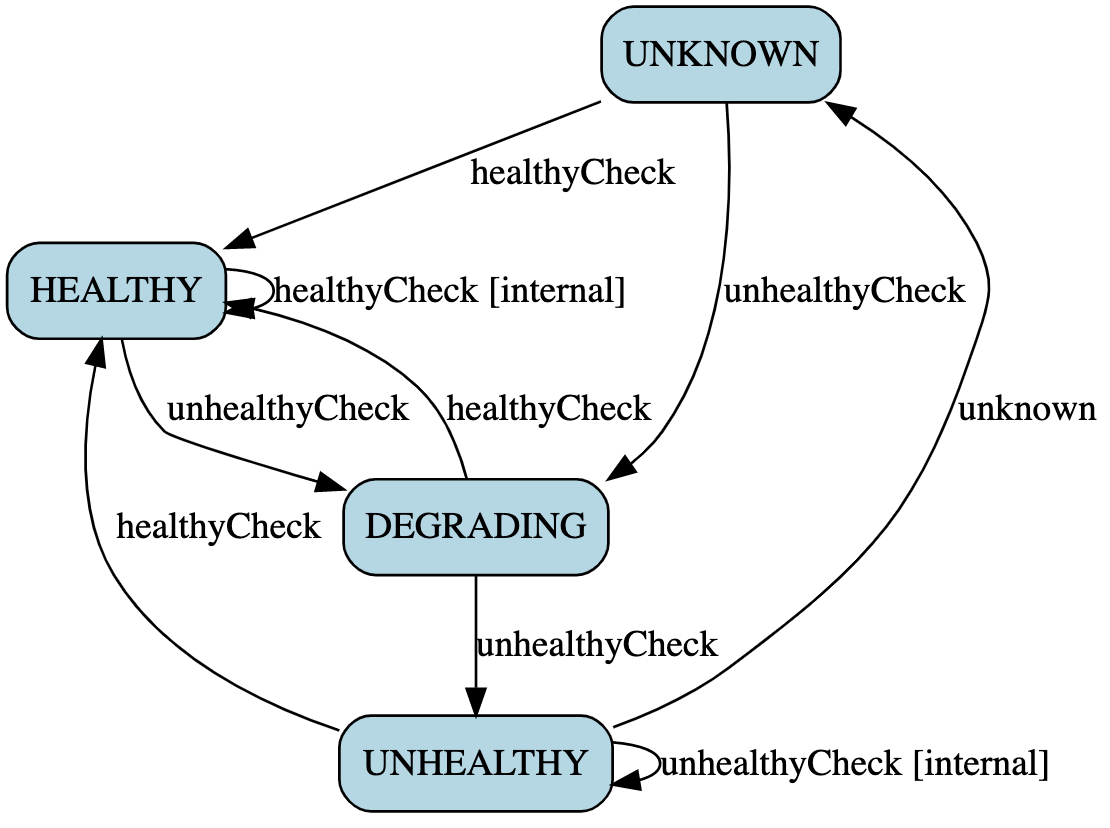 UNKNOWN
healthyCheck
HEALTHY
healthyCheck [internal]
unhealthyCheck
unhealthyCheck
healthyCheck
unknown
healthyCheck
DEGRADING
unhealthyCheck
UNHEALTHY
unhealthyCheck [internal]